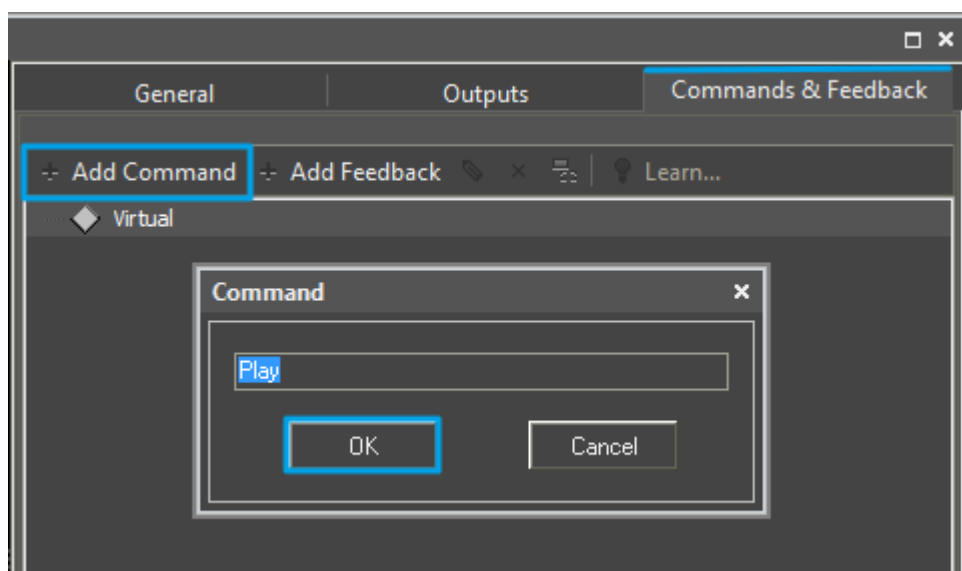 General Outputs Commands & Feedback
Add Command Add Feedback Learn...
Virtual
Command
Play
OK Cancel